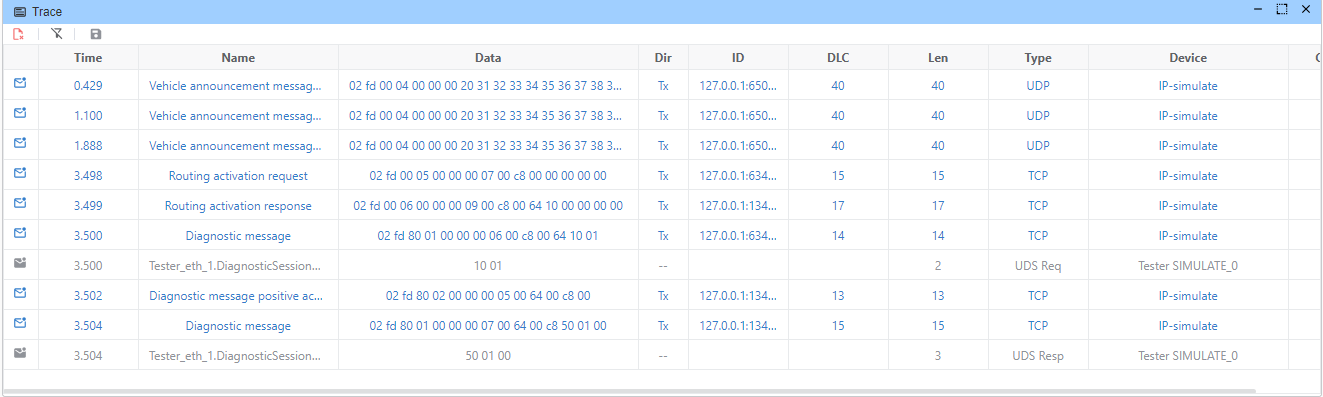 Trace
Time Name Data Dir ID DLC Len Type Device
0.429 Vehicle announcement messag... 02 fd 00 04 00 00 00 20 31 32 33 34 35 36 37 38 3... Tx 127.0.0.1:650... 40 40 UDP IP-simulate
1.100 Vehicle announcement messag... 02 fd 00 04 00 00 00 20 31 32 33 34 35 36 37 38 3... Tx 127.0.0.1:650... 40 40 UDP IP-simulate
1.888 Vehicle announcement messag... 02 fd 00 04 00 00 00 20 31 32 33 34 35 36 37 38 3... Tx 127.0.0.1:650... 40 40 UDP IP-simulate
3.498 Routing activation request 02 fd 00 05 00 00 00 07 00 c8 00 00 00 00 00 Tx 127.0.0.1:634... 15 15 TCP IP-simulate
3.499 Routing activation response 02 fd 00 06 00 00 00 09 00 c8 00 64 10 00 00 00 00 Tx 127.0.0.1:134... 17 17 TCP IP-simulate
3.500 Diagnostic message 02 fd 80 01 00 00 00 06 00 c8 00 64 10 01 Tx 127.0.0.1:634... 14 14 TCP IP-simulate
3.500 Tester_eth_1.DiagnosticSession... 10 01 -- 2 UDS Req Tester SIMULATE_0
3.502 Diagnostic message positive ac... 02 fd 80 02 00 00 00 05 00 64 00 c8 00 Tx 127.0.0.1:134... 13 13 TCP IP-simulate
3.504 Diagnostic message 02 fd 80 01 00 00 00 07 00 64 00 c8 50 01 00 Tx 127.0.0.1:134... 15 15 TCP IP-simulate
3.504 Tester_eth_1.DiagnosticSession... 50 01 00 -- 3 UDS Resp Tester SIMULATE_0